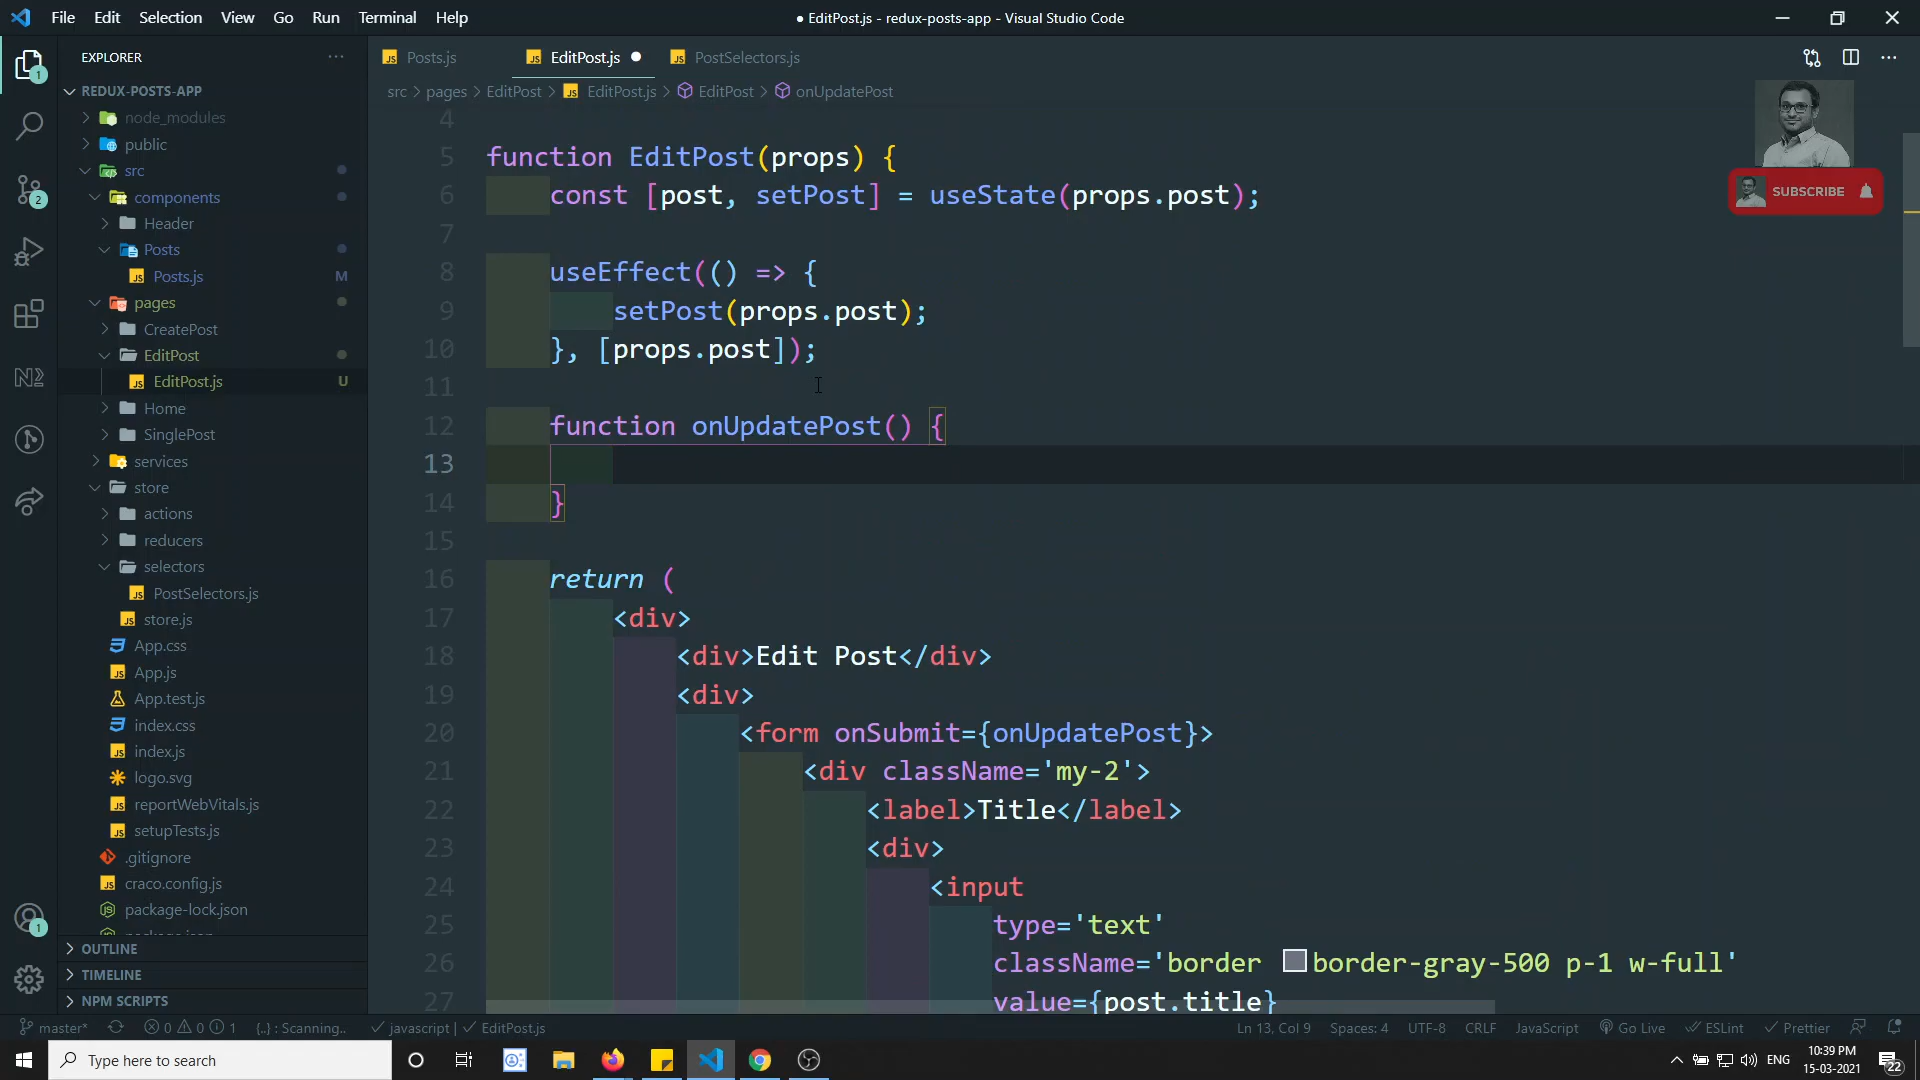 File Edit Selection View Go Run Terminal Help
● EditPost.js - redux-posts-app - Visual Studio Code
EXPLORER
REDUX-POSTS-APP
node_modules
public
src
components
Header
Posts
Posts.js M
pages
CreatePost
EditPost
EditPost.js U
Home
SinglePost
services
store
actions
reducers
selectors
PostSelectors.js
store.js
App.css
App.js
App.test.js
index.css
index.js
logo.svg
reportWebVitals.js
setupTests.js
.gitignore
craco.config.js
package-lock.json
OUTLINE
TIMELINE
NPM SCRIPTS
1
2
1
Posts.js
EditPost.js ●
PostSelectors.js
src > pages > EditPost > EditPost.js > EditPost > onUpdatePost
SUBSCRIBE
4
5 function EditPost(props) {
6 const [post, setPost] = useState(props.post);
7
8 useEffect(() => {
9 setPost(props.post);
10 }, [props.post]);
11
12 function onUpdatePost() {
13
14 }
15
16 return (
17 <div>
18 <div>Edit Post</div>
19 <div>
20 <form onSubmit={onUpdatePost}>
21 <div className='my-2'>
22 <label>Title</label>
23 <div>
24 <input
25 type='text'
26 className='border border-gray-500 p-1 w-full'
27 value={post.title}
master* 0 0 1 {..} : Scanning.. javascript | EditPost.js
Ln 13, Col 9 Spaces: 4 UTF-8 CRLF JavaScript Go Live ESLint Prettier
Type here to search
ENG
10:39 PM
15-03-2021
22